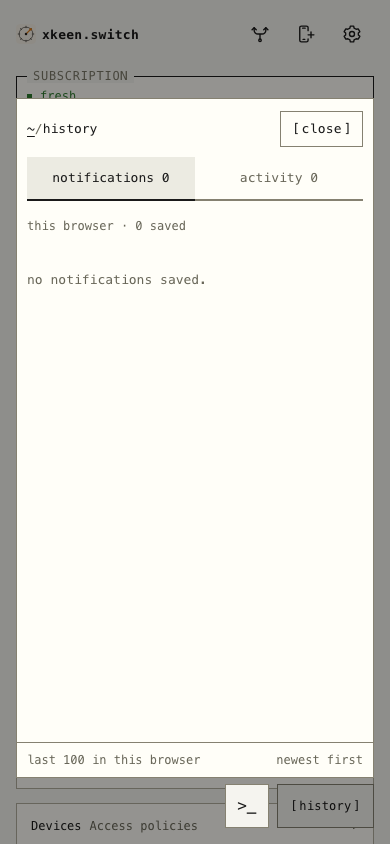 xkeen.switch
SUBSCRIPTION
fresh
~/history
[close]
notifications 0
activity 0
this browser · 0 saved
no notifications saved.
last 100 in this browser
newest first
>_
[history]
Devices Access policies